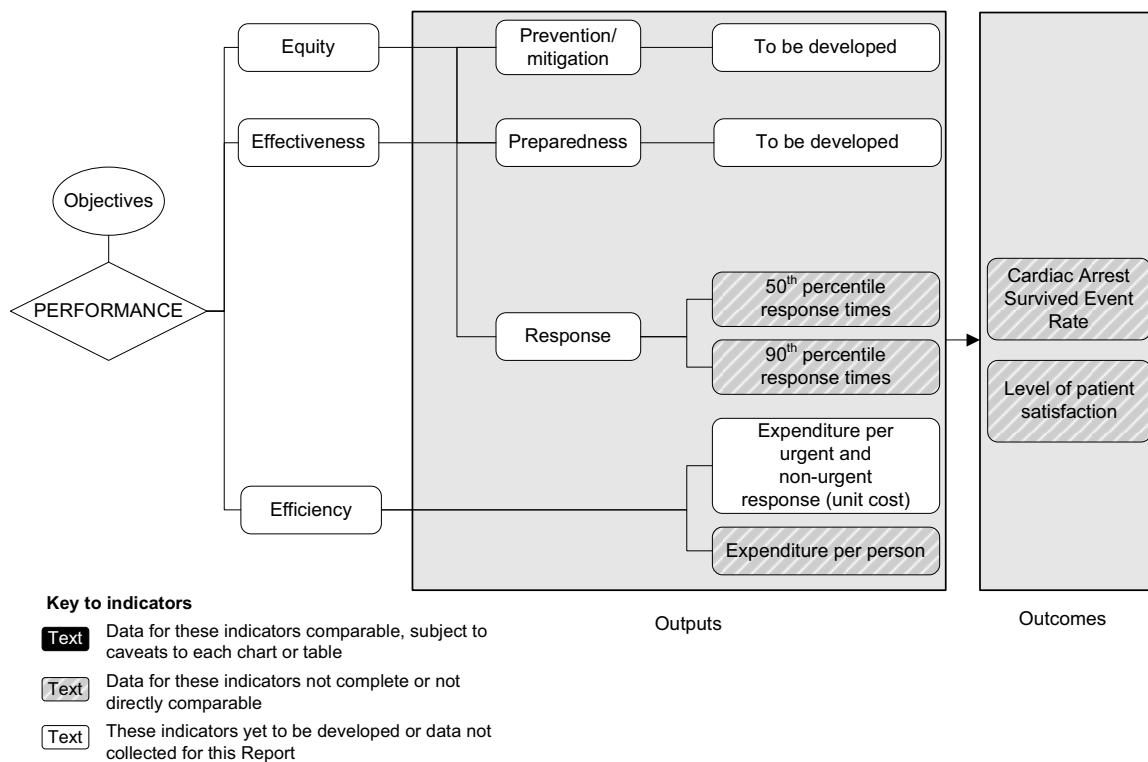 Objectives
PERFORMANCE
Equity
Effectiveness
Efficiency
Prevention/
mitigation
Preparedness
Response
To be developed
To be developed
50th percentile
response times
90th percentile
response times
Expenditure per
urgent and
non-urgent
response (unit cost)
Expenditure per person
Cardiac Arrest
Survived Event
Rate
Level of patient
satisfaction
Outputs
Outcomes
Key to indicators
Text
Data for these indicators comparable, subject to
caveats to each chart or table
Text
Data for these indicators not complete or not
directly comparable
Text
These indicators yet to be developed or data not
collected for this Report